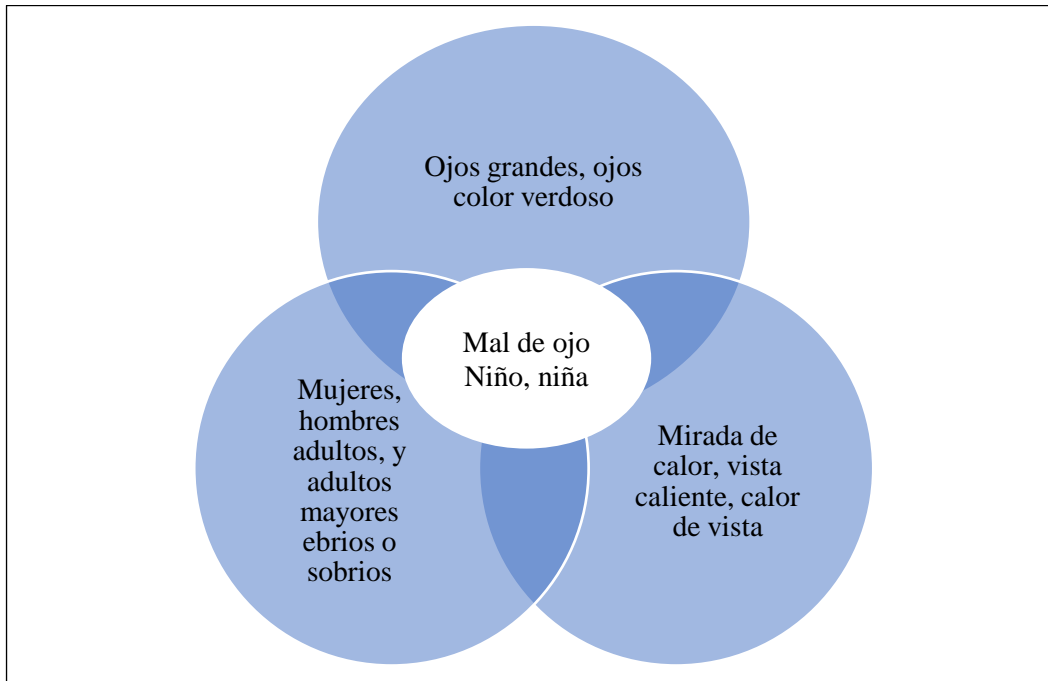 Ojos grandes, ojos
color verdoso
Mal de ojo
Niño, niña
Mujeres,
hombres
adultos, y
adultos
mayores
ebrios o
sobrios
Mirada de
calor, vista
caliente, calor
de vista